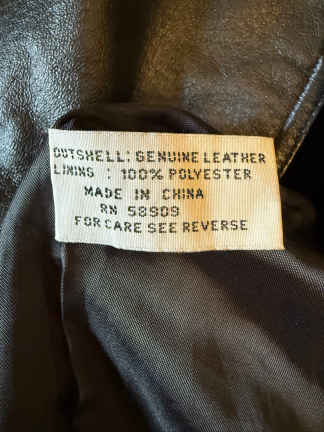 OUTSHELL: GENUINE LEATHER
LINING : 100% POLYESTER
MADE IN CHINA
RN 58909
FOR CARE SEE REVERSE